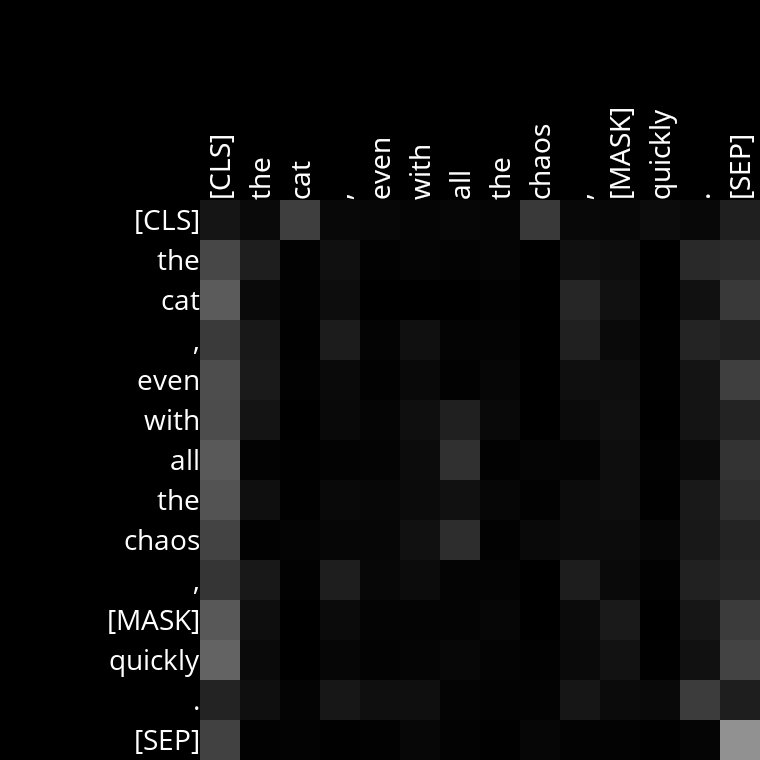 [CLS] the cat , even with all the chaos , [MASK] quickly . [SEP]
[CLS]
the
cat
,
even
with
all
the
chaos
,
[MASK]
quickly
.
[SEP]